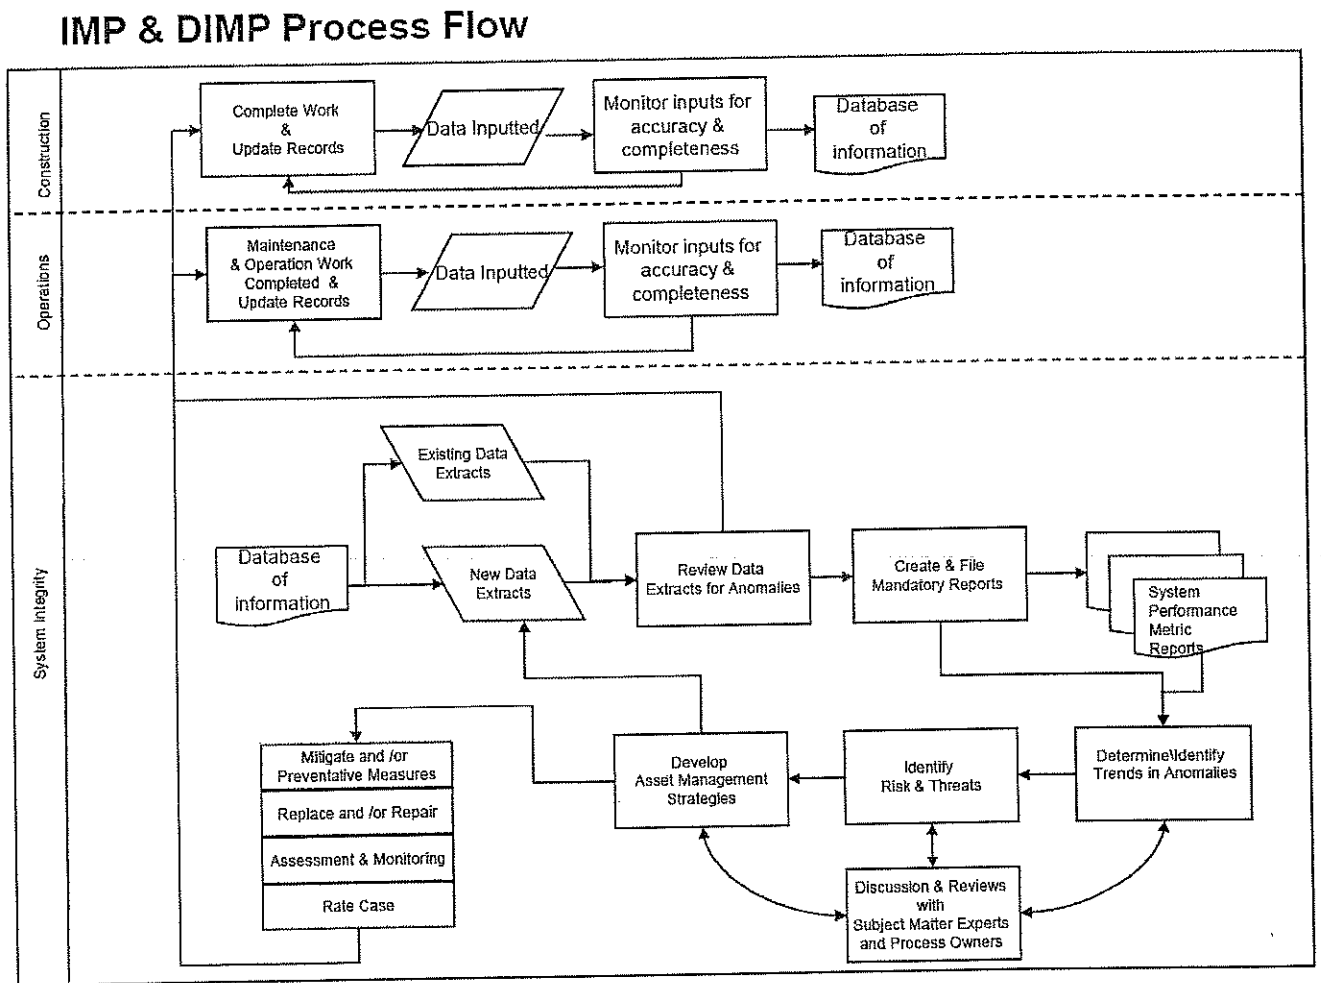 IMP & DIMP Process Flow
Construction
Complete Work
&
Update Records
Data Inputted
Monitor inputs for
accuracy &
completeness
Database
of
information
Operations
Maintenance
& Operation Work
Completed &
Update Records
Data Inputted
Monitor inputs for
accuracy &
completeness
Database
of
information
System Integrity
Existing Data
Extracts
Database
of
information
New Data
Extracts
Review Data
Extracts for Anomalies
Create & File
Mandatory Reports
System
Performance
Metric
Reports
Mitigate and /or
Preventative Measures
Replace and /or Repair
Assessment & Monitoring
Rate Case
Develop
Asset Management
Strategies
Identify
Risk & Threats
Determine\Identify
Trends in Anomalies
Discussion & Reviews
with
Subject Matter Experts
and Process Owners